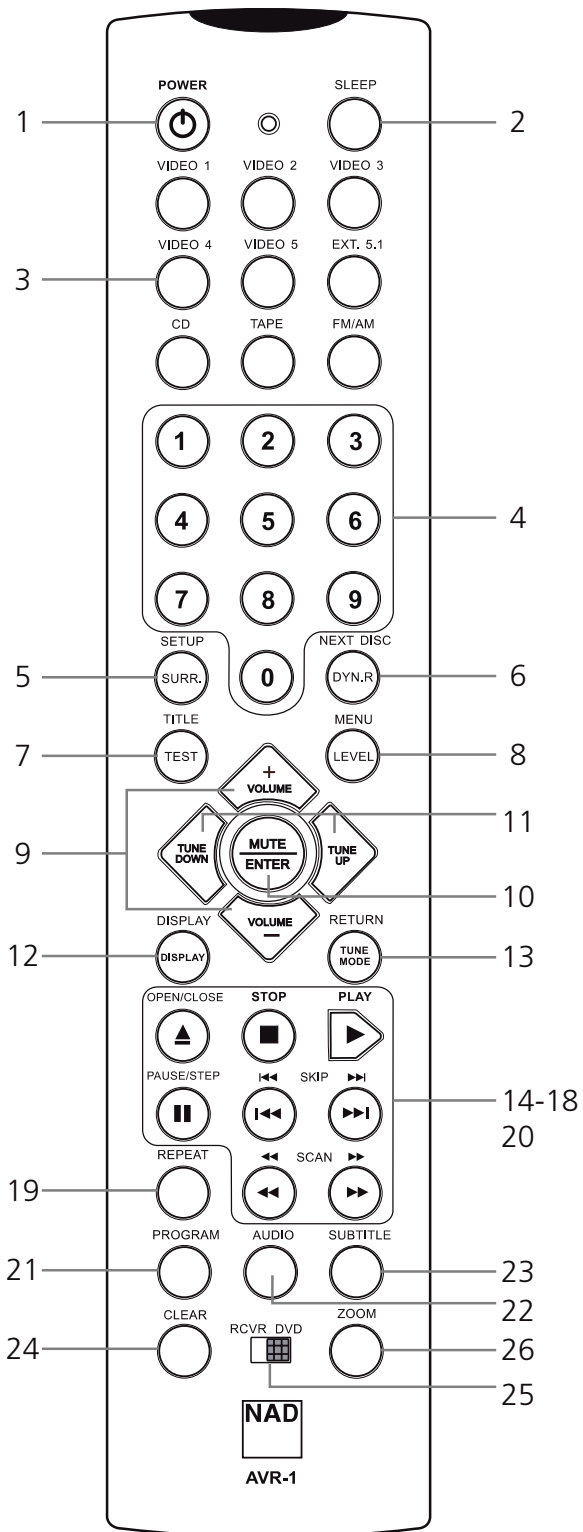 POWER SLEEP
1 2
VIDEO 1 VIDEO 2 VIDEO 3
VIDEO 4 VIDEO 5 EXT. 5.1
3
CD TAPE FM/AM
1 2 3
4 5 6 4
7 8 9
SETUP NEXT DISC
5 SURR. 0 DYN.R 6
TITLE MENU
7 TEST LEVEL 8
+
VOLUME
9 11
TUNE DOWN MUTE TUNE UP
ENTER
10
VOLUME
−
DISPLAY RETURN
12 DISPLAY TUNE MODE 13
OPEN/CLOSE STOP PLAY
PAUSE/STEP SKIP
14-18
20
REPEAT SCAN
19
PROGRAM AUDIO SUBTITLE
21 23
22
CLEAR ZOOM
RCVR DVD
24 26
25
NAD
AVR-1